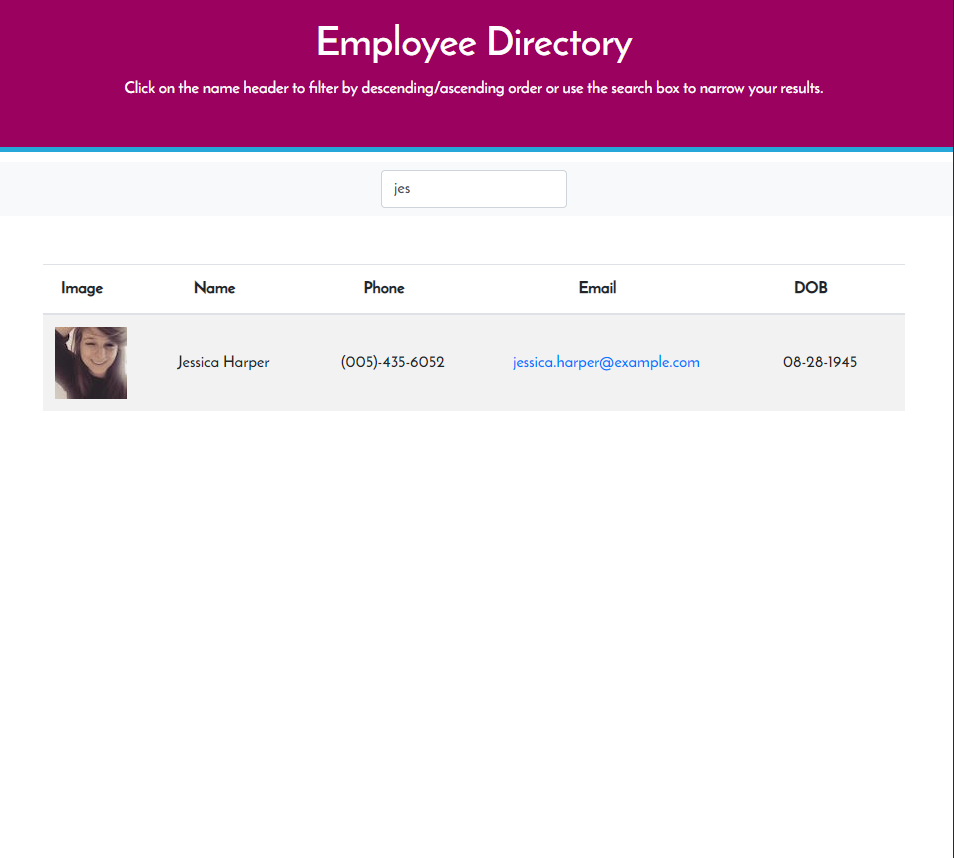 Employee Directory
Click on the name header to filter by descending/ascending order or use the search box to narrow your results.
jes
Image Name Phone Email DOB
Jessica Harper (005)-435-6052 jessica.harper@example.com 08-28-1945